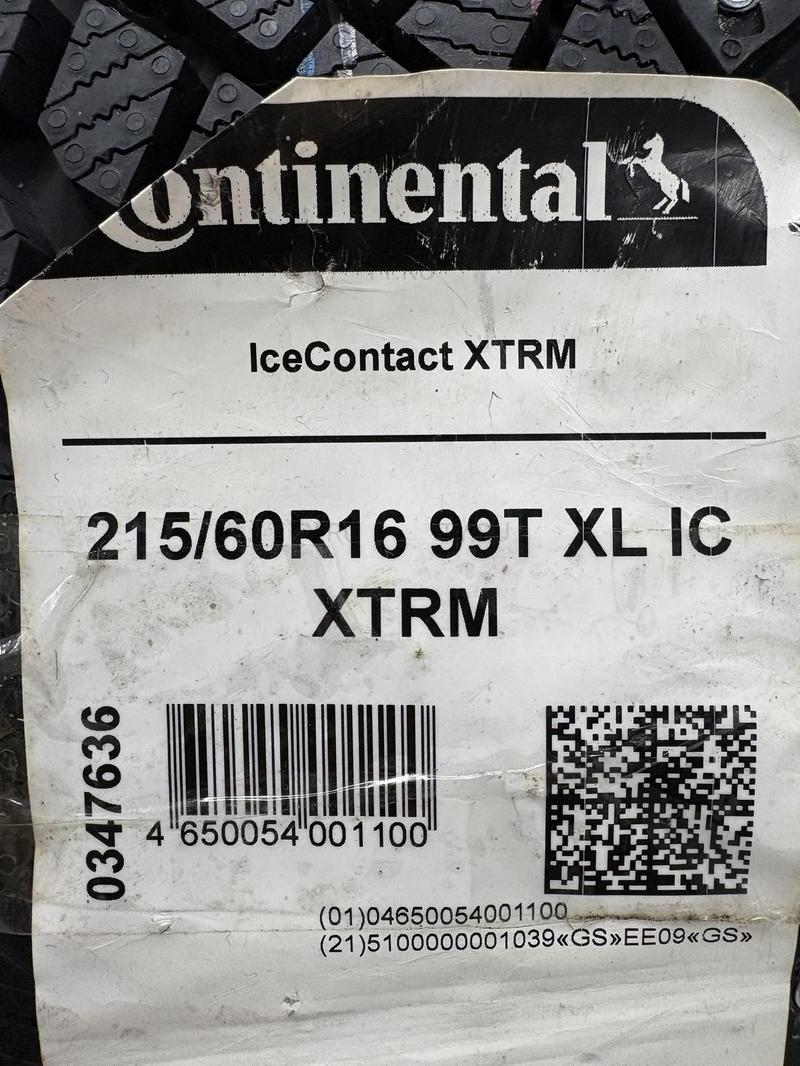 Continental
IceContact XTRM
215/60R16 99T XL IC
XTRM
0347636
4 650054 001100
(01)04650054001100
(21)5100000001039«GS»EE09«GS»